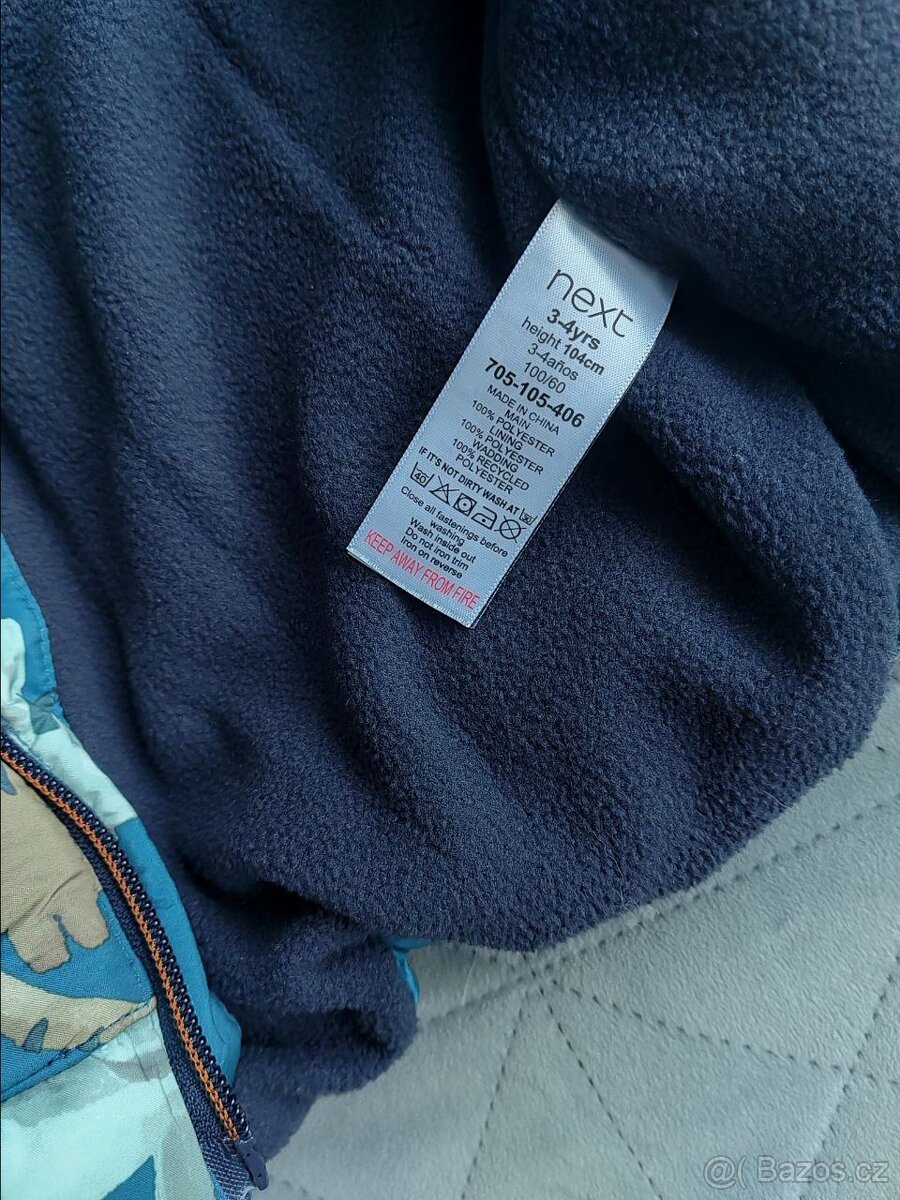 next
3-4yrs
height 104cm
3-4años
100/60
705-105-406
MADE IN CHINA
MAIN
100% POLYESTER
LINING
100% POLYESTER
WADDING
100% RECYCLED
POLYESTER
IF IT'S NOT DIRTY WASH AT 30
40
Close all fastenings before
washing
Wash inside out
Do not iron trim
Iron on reverse
KEEP AWAY FROM FIRE
@( Bazos.cz